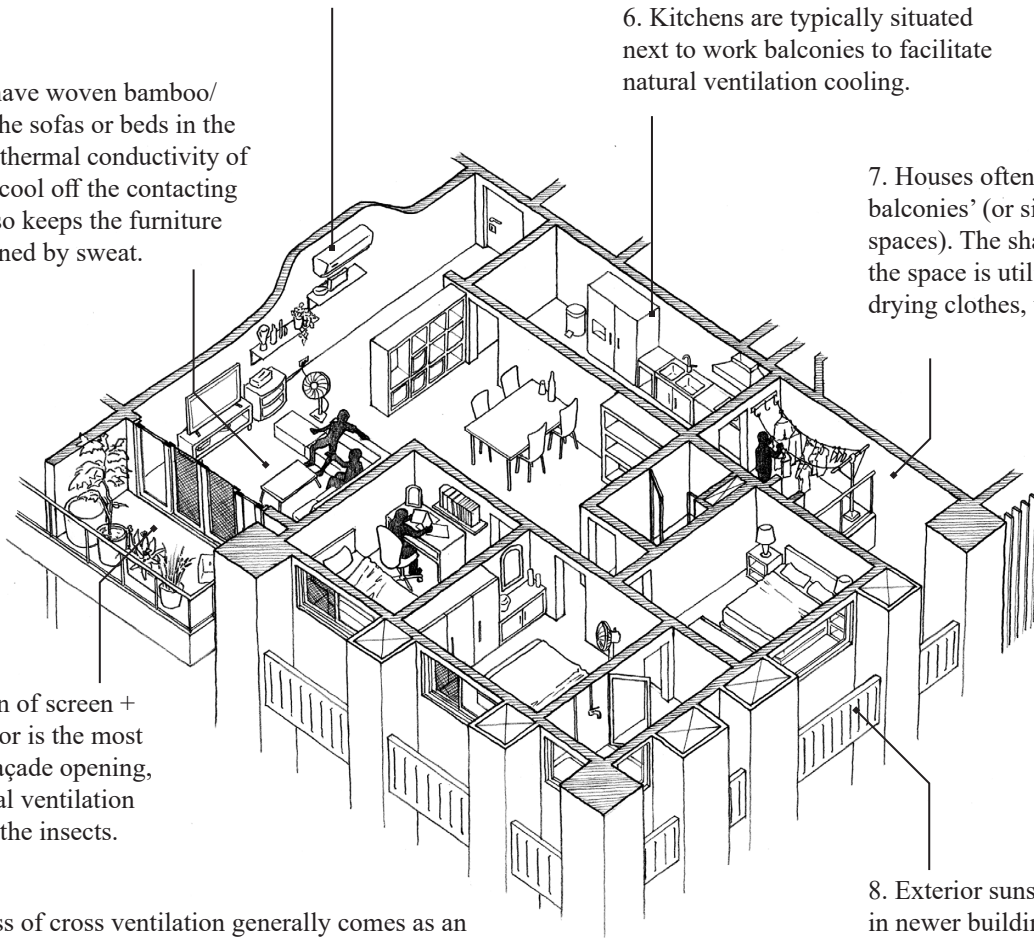 6. Kitchens are typically situated
next to work balconies to facilitate
natural ventilation cooling.
have woven bamboo/
the sofas or beds in the
thermal conductivity of
cool off the contacting
so keeps the furniture
ned by sweat.
7. Houses often
balconies’ (or si
spaces). The sha
the space is util
drying clothes,
n of screen +
or is the most
açade opening,
al ventilation
the insects.
8. Exterior suns
in newer buildin
ss of cross ventilation generally comes as an